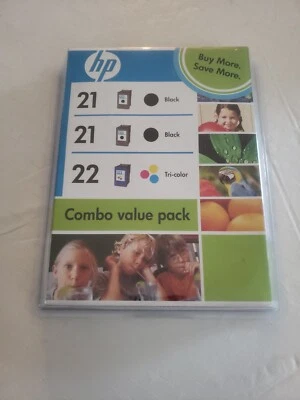 hp
Buy More.
Save More.
21 Black
21 Black
22 Tri-color
Combo value pack